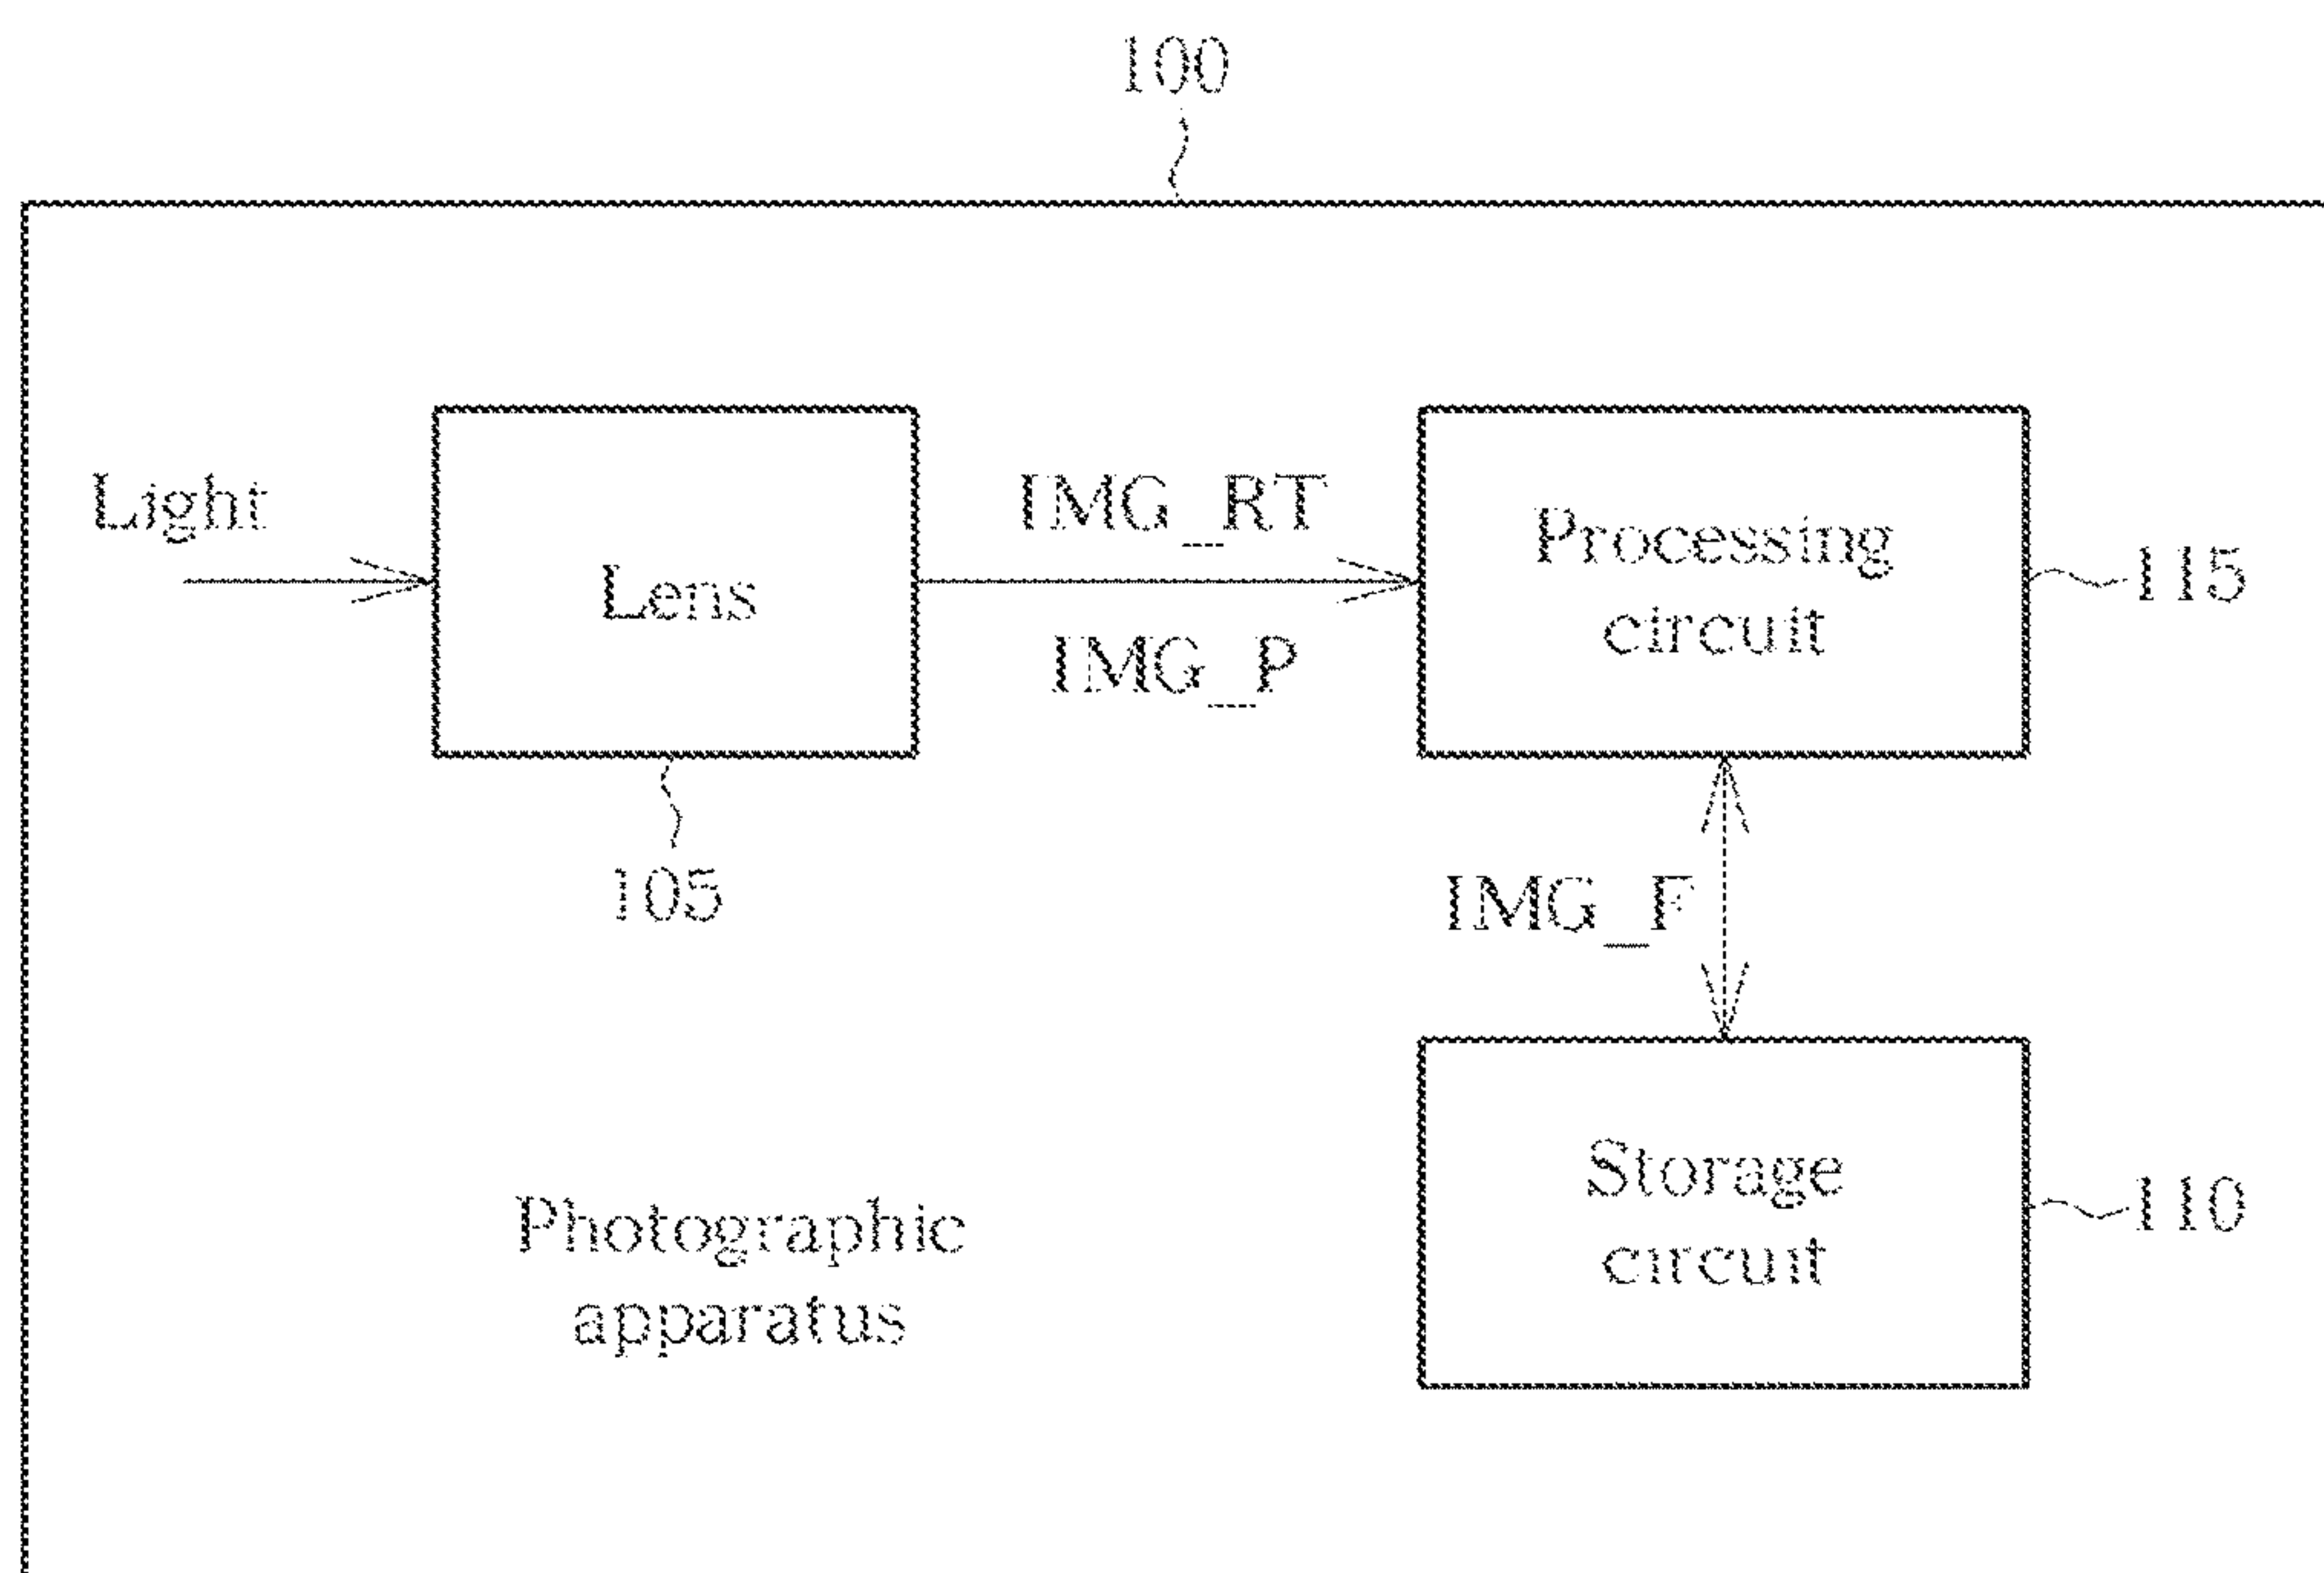 100
Light
Lens
IMG_RT
IMG_P
Processing
circuit
115
105
IMG_F
Storage
circuit
110
Photographic
apparatus